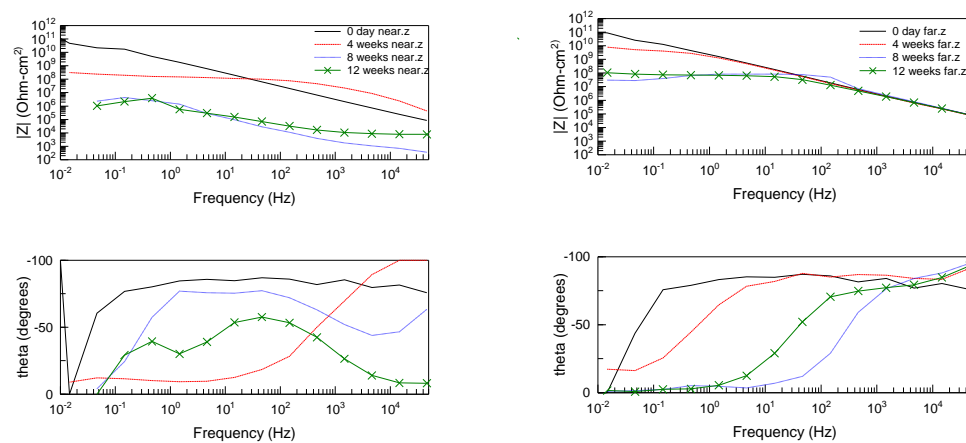 10^12
10^11
10^10
10^9
10^8
10^7
10^6
10^5
10^4
10^3
10^2
|Z| (Ohm-cm^2)
0 day near.z
4 weeks near.z
8 weeks near.z
12 weeks near.z
10^-2 10^-1 10^0 10^1 10^2 10^3 10^4
Frequency (Hz)
10^12
10^11
10^10
10^9
10^8
10^7
10^6
10^5
10^4
10^3
10^2
|Z| (Ohm-cm^2)
0 day far.z
4 weeks far.z
8 weeks far.z
12 weeks far.z
10^-2 10^-1 10^0 10^1 10^2 10^3 10^4
Frequency (Hz)
-100
-50
0
theta (degrees)
10^-2 10^-1 10^0 10^1 10^2 10^3 10^4
Frequency (Hz)
-100
-50
0
theta (degrees)
10^-2 10^-1 10^0 10^1 10^2 10^3 10^4
Frequency (Hz)